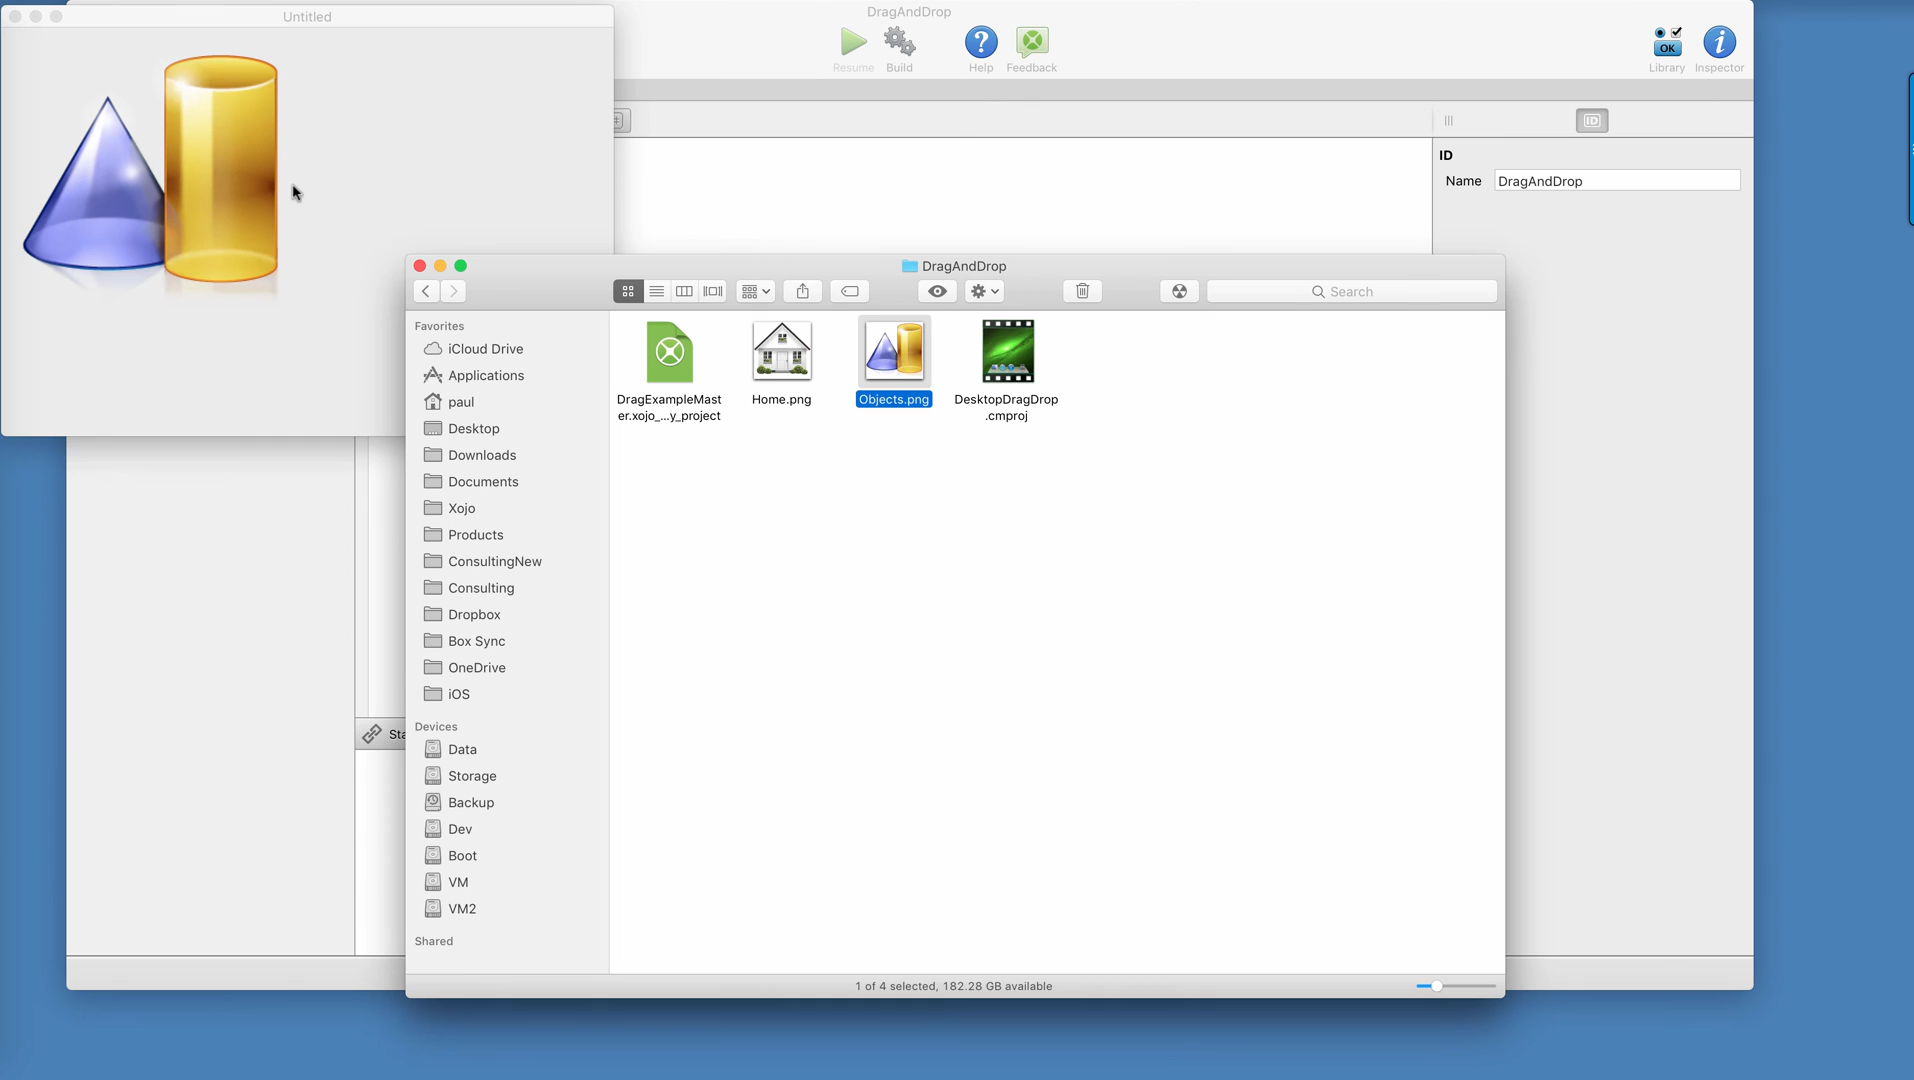 Untitled
DragAndDrop
Resume
Build
Help
Feedback
OK
Library
Inspector
ID
ID
Name
DragAndDrop
DragAndDrop
Search
Favorites
iCloud Drive
Applications
paul
Desktop
Downloads
Documents
Xojo
Products
ConsultingNew
Consulting
Dropbox
Box Sync
OneDrive
iOS
Devices
Data
Storage
Backup
Dev
Boot
VM
VM2
Shared
DragExampleMast
er.xojo_...y_project
Home.png
Objects.png
DesktopDragDrop
.cmproj
Sta
1 of 4 selected, 182.28 GB available